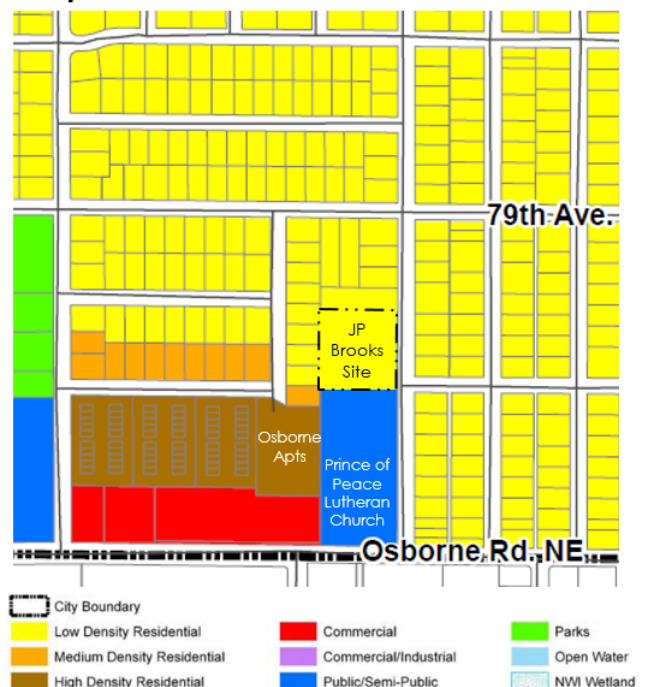 79th Ave.
JP
Brooks
Site
Osborne
Apts
Prince of
Peace
Lutheran
Church
Osborne Rd. NE
City Boundary
Low Density Residential
Commercial
Parks
Medium Density Residential
Commercial/Industrial
Open Water
High Density Residential
Public/Semi-Public
NWI Wetland